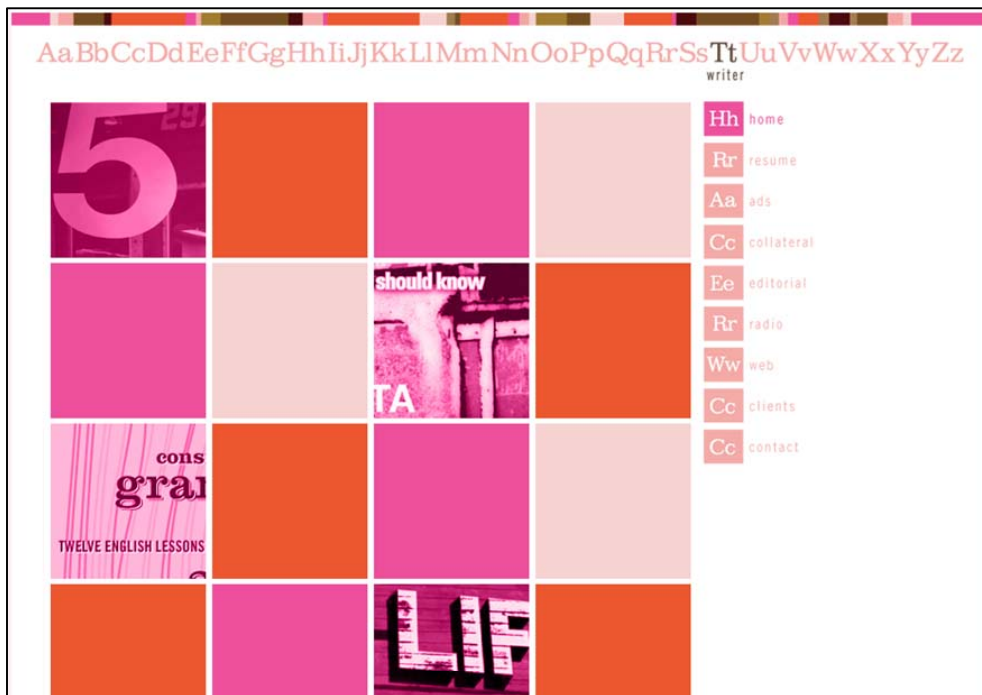 AaBbCcDdEeFfGgHhIiJjKkLlMmNnOoPpQqRrSsTtUuVvWwXxYyZz
writer
5
297
Hh home
Rr resume
Aa ads
Cc collateral
Ee editorial
Rr radio
Ww web
Cc clients
Cc contact
should know
TA
cons
gra
TWELVE ENGLISH LESSONS
LIF